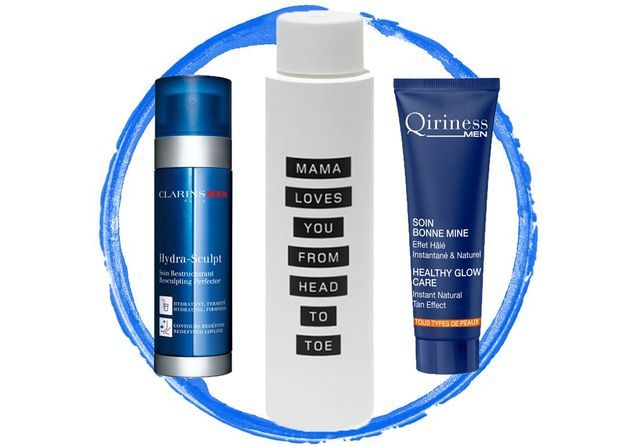 CLARINS MEN
PARIS
Hydra-Sculpt
Soin Restructurant
Resculpting Perfector
HYDRATANT, FERMETÉ
HYDRATING, FIRMNESS
CONTOURS REDÉFINIS
REDEFINED JAWLINE
MAMA
LOVES
YOU
FROM
HEAD
TO
TOE
Qiriness
MEN
SOIN
BONNE MINE
Effet Hâlé
Instantané & Naturel
HEALTHY GLOW
CARE
Instant Natural
Tan Effect
TOUS TYPES DE PEAUX